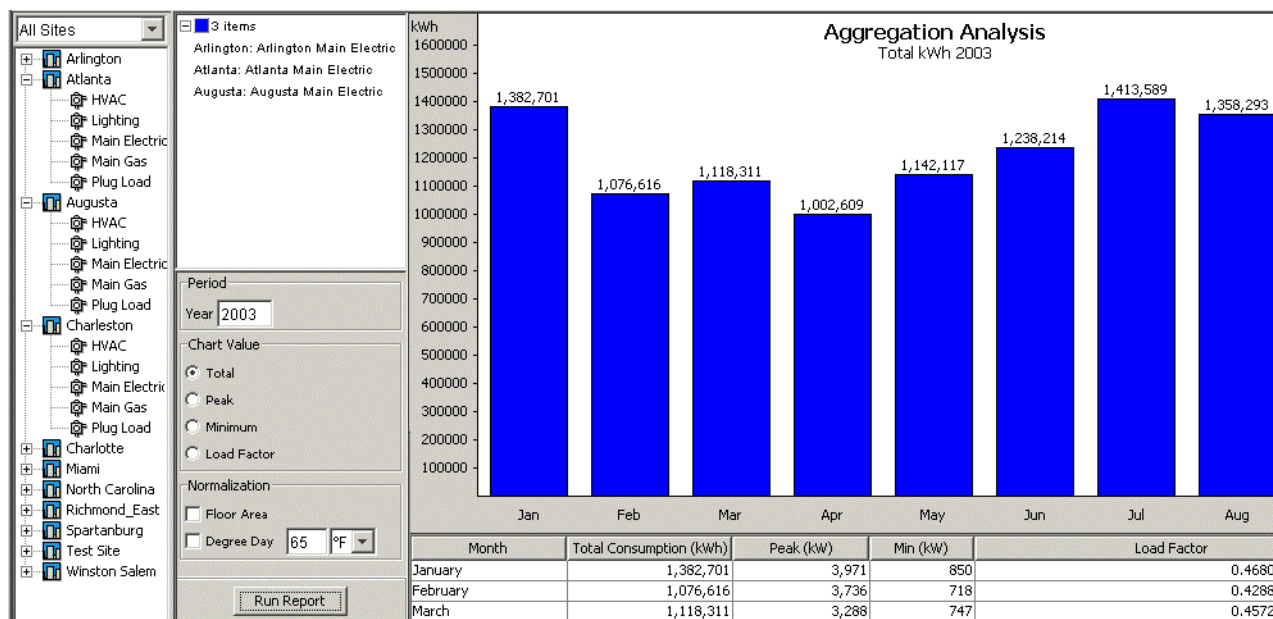 All Sites
Arlington
Atlanta
HVAC
Lighting
Main Electric
Main Gas
Plug Load
Augusta
HVAC
Lighting
Main Electric
Main Gas
Plug Load
Charleston
HVAC
Lighting
Main Electric
Main Gas
Plug Load
Charlotte
Miami
North Carolina
Richmond_East
Spartanburg
Test Site
Winston Salem
3 items
Arlington: Arlington Main Electric
Atlanta: Atlanta Main Electric
Augusta: Augusta Main Electric
Period
Year 2003
Chart Value
Total
Peak
Minimum
Load Factor
Normalization
Floor Area
Degree Day 65 °F
Run Report
Aggregation Analysis
Total kWh 2003
kWh
1600000
1500000
1400000
1300000
1200000
1100000
1000000
900000
800000
700000
600000
500000
400000
300000
200000
100000
1,382,701
1,076,616
1,118,311
1,002,609
1,142,117
1,238,214
1,413,589
1,358,293
Jan Feb Mar Apr May Jun Jul Aug
Month Total Consumption (kWh) Peak (kW) Min (kW) Load Factor
January 1,382,701 3,971 850 0.4680
February 1,076,616 3,736 718 0.4288
March 1,118,311 3,288 747 0.4572